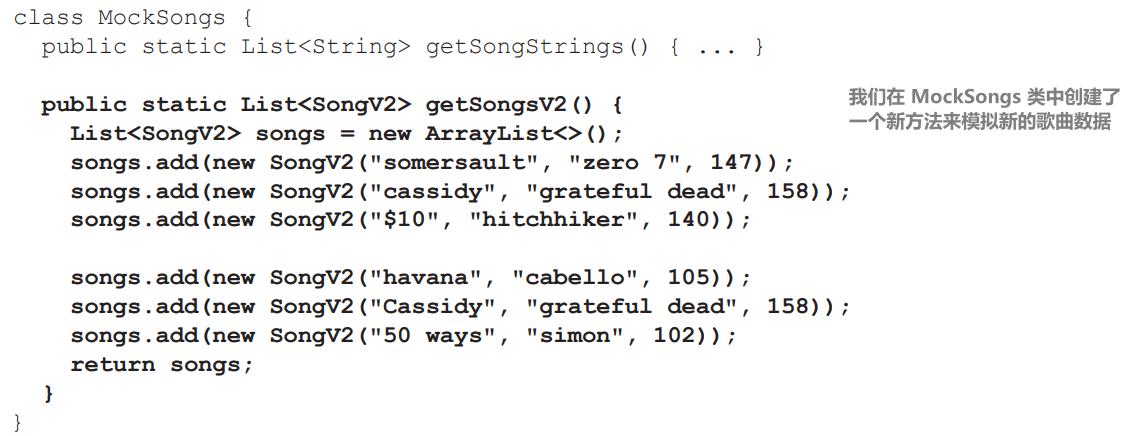 class MockSongs {
  public static List<String> getSongStrings() { ... }
  public static List<SongV2> getSongsV2() {
    List<SongV2> songs = new ArrayList<>();
    songs.add(new SongV2("somersault", "zero 7", 147));
    songs.add(new SongV2("cassidy", "grateful dead", 158));
    songs.add(new SongV2("$10", "hitchhiker", 140));
    songs.add(new SongV2("havana", "cabello", 105));
    songs.add(new SongV2("Cassidy", "grateful dead", 158));
    songs.add(new SongV2("50 ways", "simon", 102));
    return songs;
  }
}
我们在 MockSongs 类中创建了
一个新方法来模拟新的歌曲数据